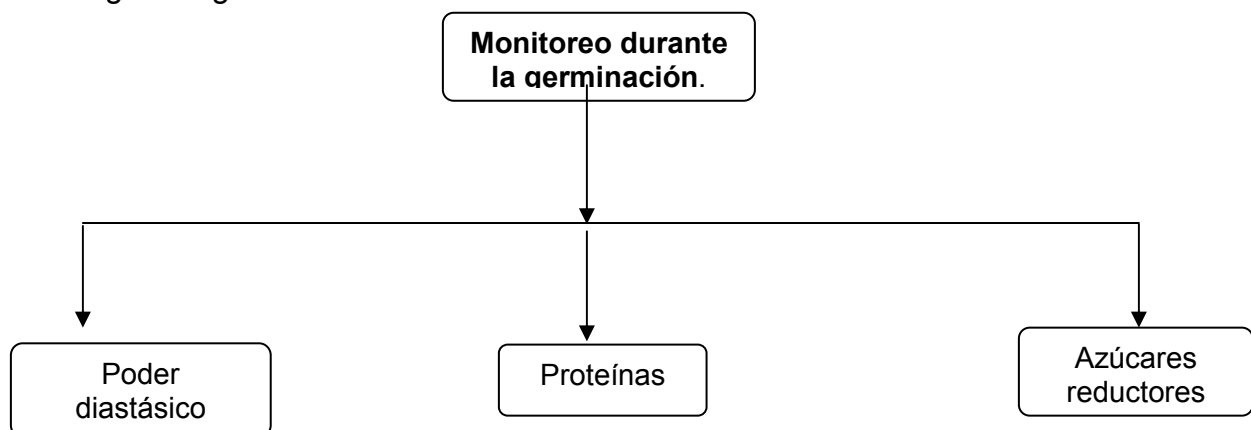 Monitoreo durante
la germinación.
Poder
diastásico
Proteínas
Azúcares
reductores